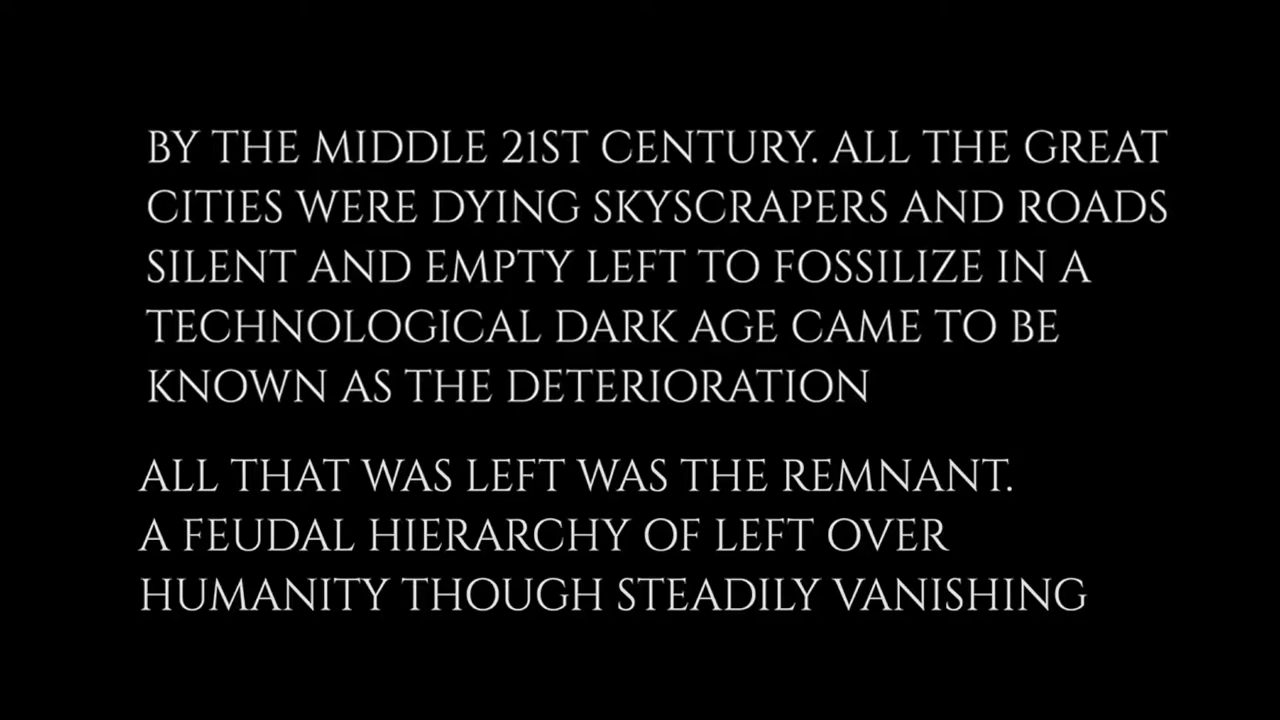 BY THE MIDDLE 21ST CENTURY. ALL THE GREAT
CITIES WERE DYING SKYSCRAPERS AND ROADS
SILENT AND EMPTY LEFT TO FOSSILIZE IN A
TECHNOLOGICAL DARK AGE CAME TO BE
KNOWN AS THE DETERIORATION
ALL THAT WAS LEFT WAS THE REMNANT.
A FEUDAL HIERARCHY OF LEFT OVER
HUMANITY THOUGH STEADILY VANISHING